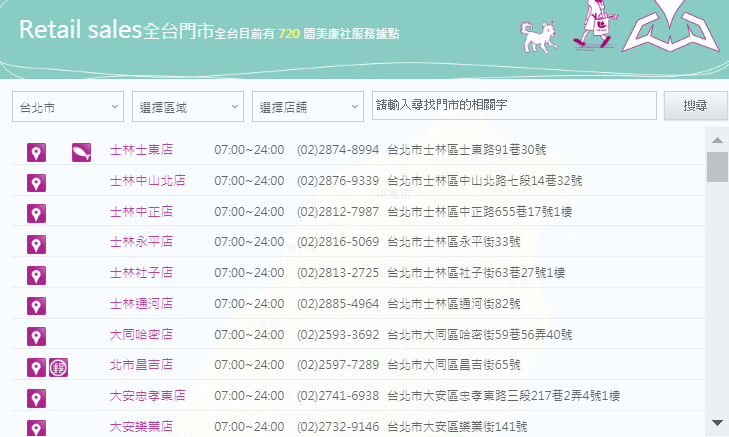 Retail sales全台門市全台目前有 720 間美廉社服務據點
台北市 選擇區域 選擇店舖 請輸入尋找門市的相關字 搜尋
士林士東店 07:00~24:00 (02)2874-8994 台北市士林區士東路91巷30號
士林中山北店 07:00~24:00 (02)2876-9339 台北市士林區中山北路七段14巷32號
士林中正店 07:00~24:00 (02)2812-7987 台北市士林區中正路655巷17號1樓
士林永平店 07:00~24:00 (02)2816-5069 台北市士林區永平街33號
士林社子店 07:00~24:00 (02)2813-2725 台北市士林區社子街63巷27號1樓
士林通河店 07:00~24:00 (02)2885-4964 台北市士林區通河街82號
大同哈密店 07:00~24:00 (02)2593-3692 台北市大同區哈密街59巷56弄40號
北市昌吉店 07:00~24:00 (02)2597-7289 台北市大同區昌吉街65號
大安忠孝東店 07:00~24:00 (02)2741-6938 台北市大安區忠孝東路三段217巷2弄4號1樓
大安樂業店 07:00~24:00 (02)2732-9146 台北市大安區樂業街141號